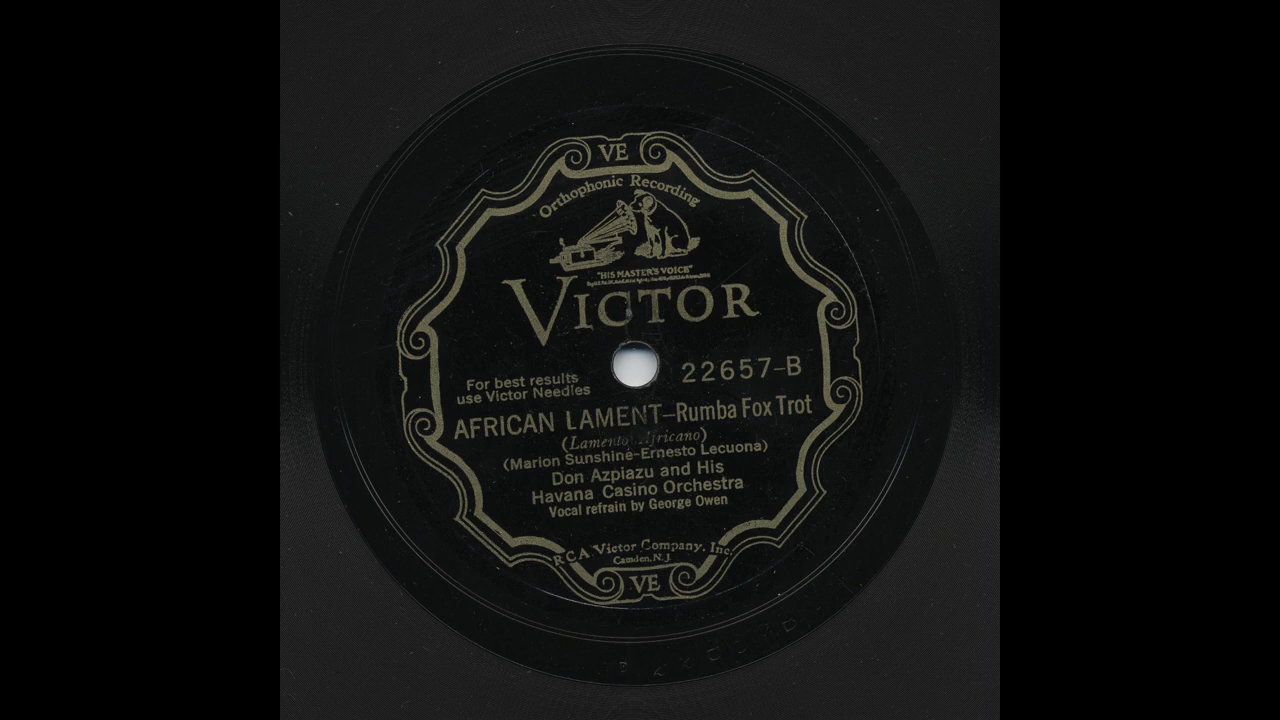 VE
Orthophonic Recording
"HIS MASTER'S VOICE"
VICTOR
22657-B
For best results
use Victor Needles
AFRICAN LAMENT-Rumba Fox Trot
(Lamento Africano)
(Marion Sunshine-Ernesto Lecuona)
Don Azpiazu and His
Havana Casino Orchestra
Vocal refrain by George Owen
RCA Victor Company, Inc.
Camden, N.J.
VE